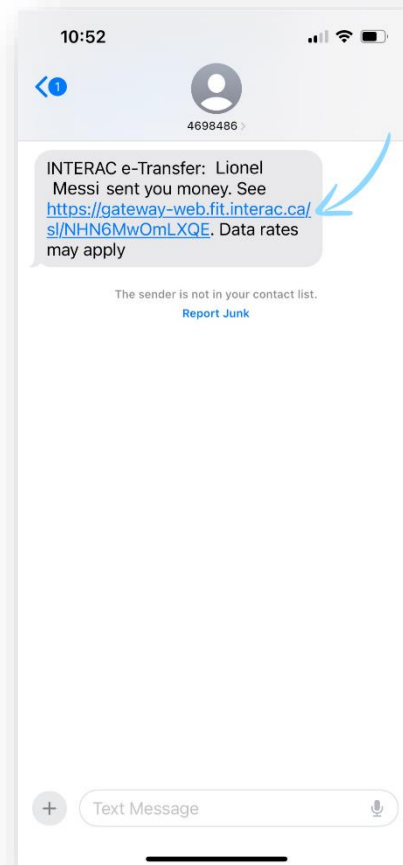 10:52
1
4698486 >
INTERAC e-Transfer: Lionel
Messi sent you money. See
https://gateway-web.fit.interac.ca/
sl/NHN6MwOmLXQE. Data rates
may apply
The sender is not in your contact list.
Report Junk
Text Message